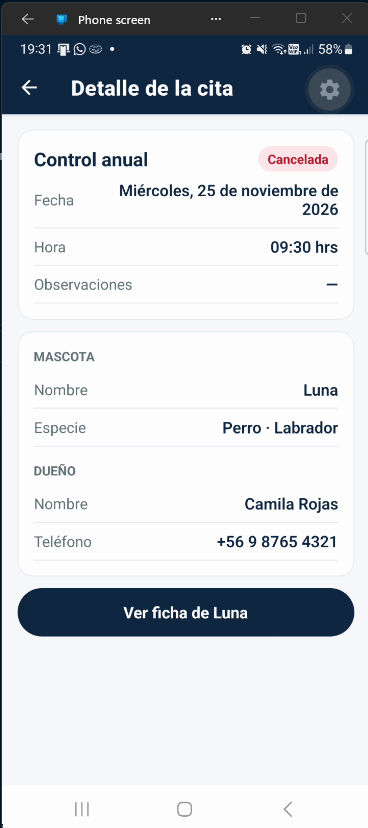 Phone screen
19:31
58%
Detalle de la cita
Control anual
Cancelada
Fecha
Miércoles, 25 de noviembre de
2026
Hora
09:30 hrs
Observaciones
—
MASCOTA
Nombre
Luna
Especie
Perro · Labrador
DUEÑO
Nombre
Camila Rojas
Teléfono
+56 9 8765 4321
Ver ficha de Luna